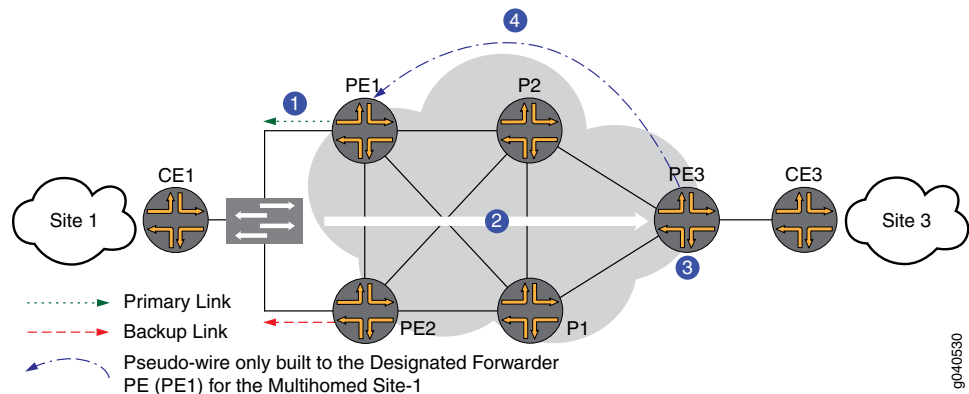 4
PE1
P2
1
CE1
PE3
CE3
Site 1
2
Site 3
3
Primary Link
PE2
P1
Backup Link
Pseudo-wire only built to the Designated Forwarder
PE (PE1) for the Multihomed Site-1
g040530